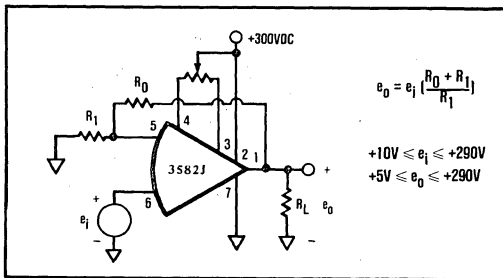 +300VDC
R0
R1
4
5
3
2
1
3582J
6
7
ei
+
−
RL
eo
+
−
eo = ei (R0 + R1 / R1)
+10V ≤ ei ≤ +290V
+5V ≤ eo ≤ +290V